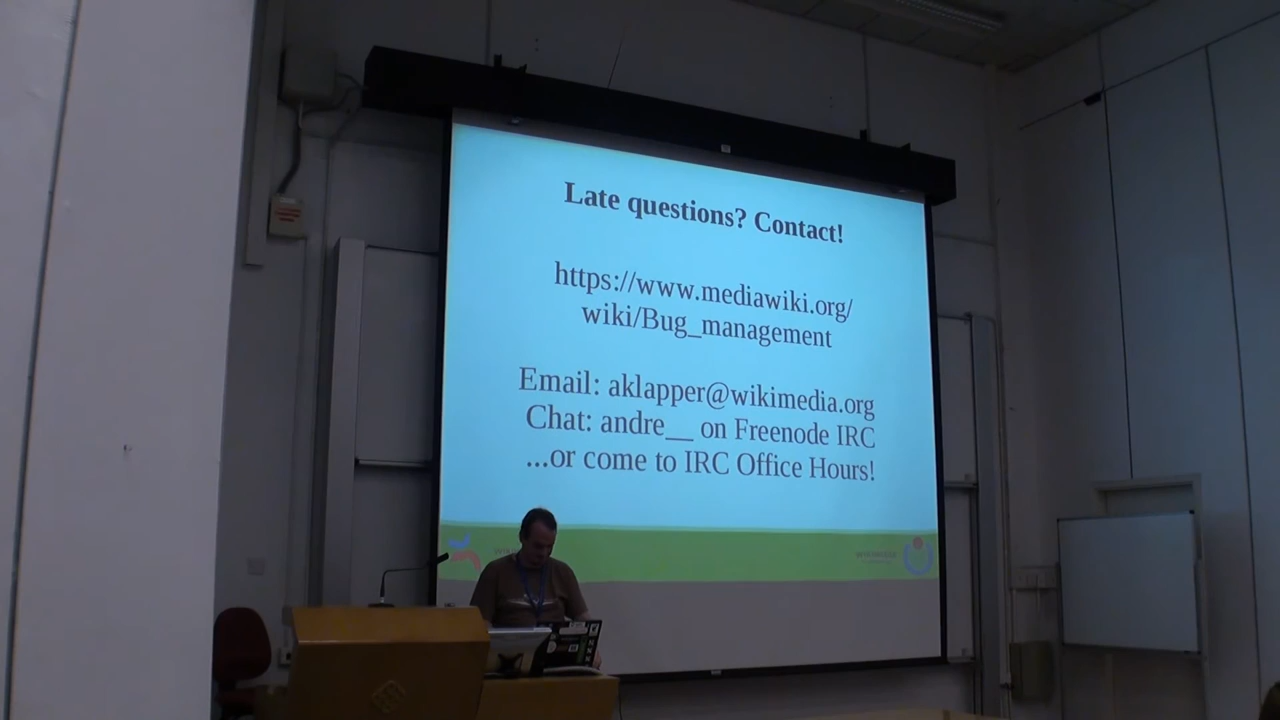 Late questions? Contact!
https://www.mediawiki.org/
wiki/Bug_management
Email: aklapper@wikimedia.org
Chat: andre__ on Freenode IRC
...or come to IRC Office Hours!